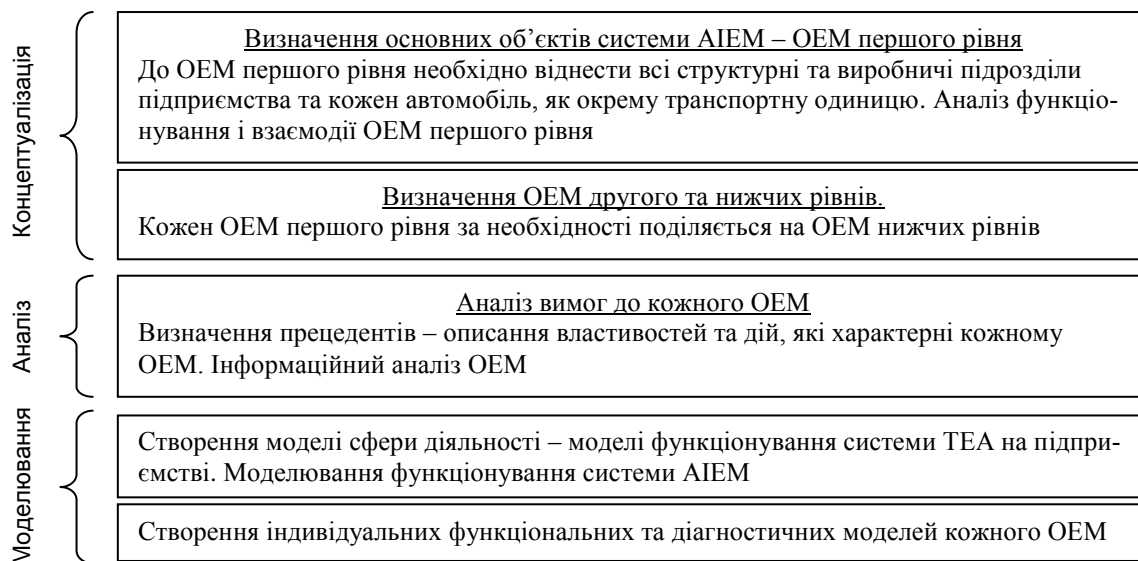 Концептуалізація
Визначення основних об’єктів системи АІЕМ – ОЕМ першого рівня
До ОЕМ першого рівня необхідно віднести всі структурні та виробничі підрозділи
підприємства та кожен автомобіль, як окрему транспортну одиницю. Аналіз функціо-
нування і взаємодії ОЕМ першого рівня
Визначення ОЕМ другого та нижчих рівнів.
Кожен ОЕМ першого рівня за необхідності поділяється на ОЕМ нижчих рівнів
Аналіз
Аналіз вимог до кожного ОЕМ
Визначення прецедентів – описання властивостей та дій, які характерні кожному
ОЕМ. Інформаційний аналіз ОЕМ
Моделювання
Створення моделі сфери діяльності – моделі функціонування системи ТЕА на підпри-
ємстві. Моделювання функціонування системи АІЕМ
Створення індивідуальних функціональних та діагностичних моделей кожного ОЕМ